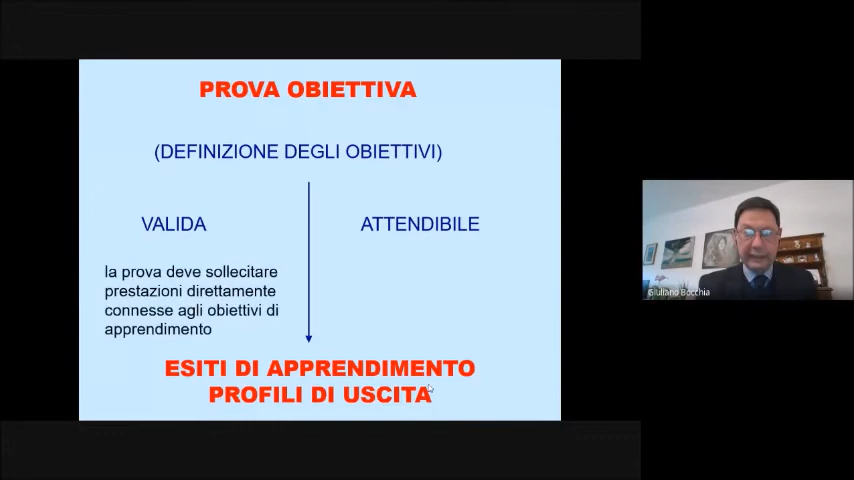 PROVA OBIETTIVA
(DEFINIZIONE DEGLI OBIETTIVI)
VALIDA
ATTENDIBILE
la prova deve sollecitare
prestazioni direttamente
connesse agli obiettivi di
apprendimento
ESITI DI APPRENDIMENTO
PROFILI DI USCITA
Giuliano Bocchia